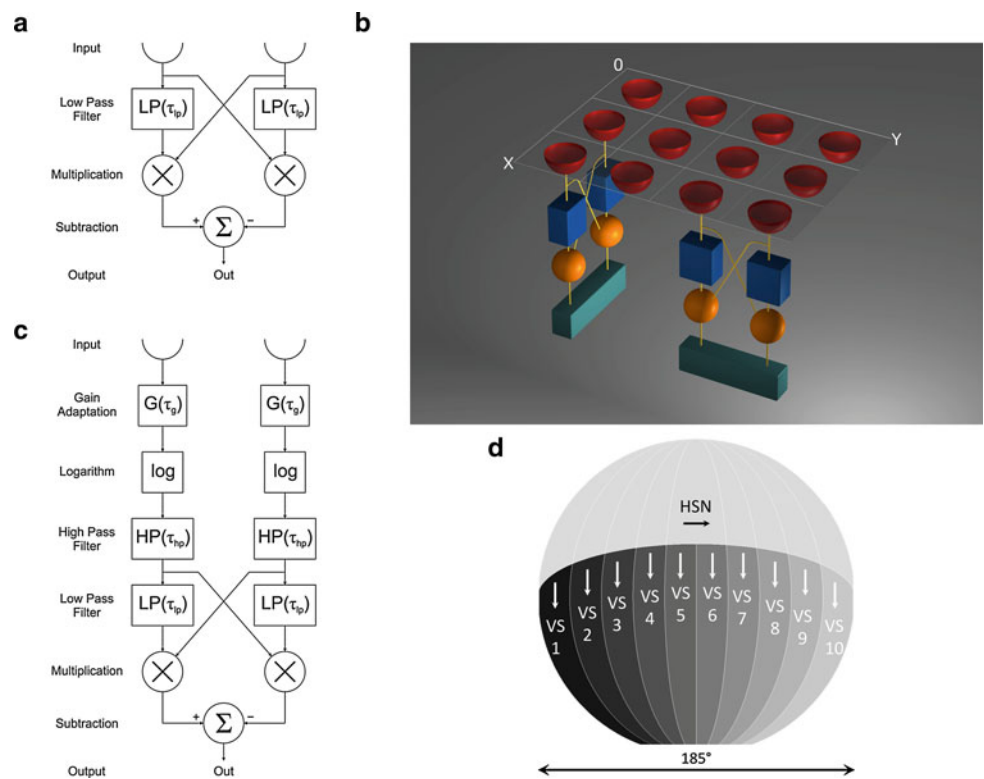 a
Input
Low Pass
Filter
LP(τlp) LP(τlp)
Multiplication
Subtraction
+ Σ −
Output
Out
b
0
X
Y
c
Input
Gain
Adaptation
G(τg) G(τg)
Logarithm
log log
High Pass
Filter
HP(τhp) HP(τhp)
Low Pass
Filter
LP(τlp) LP(τlp)
Multiplication
Subtraction
+ Σ −
Output
Out
d
HSN
VS
1
VS
2
VS
3
VS
4
VS
5
VS
6
VS
7
VS
8
VS
9
VS
10
185°